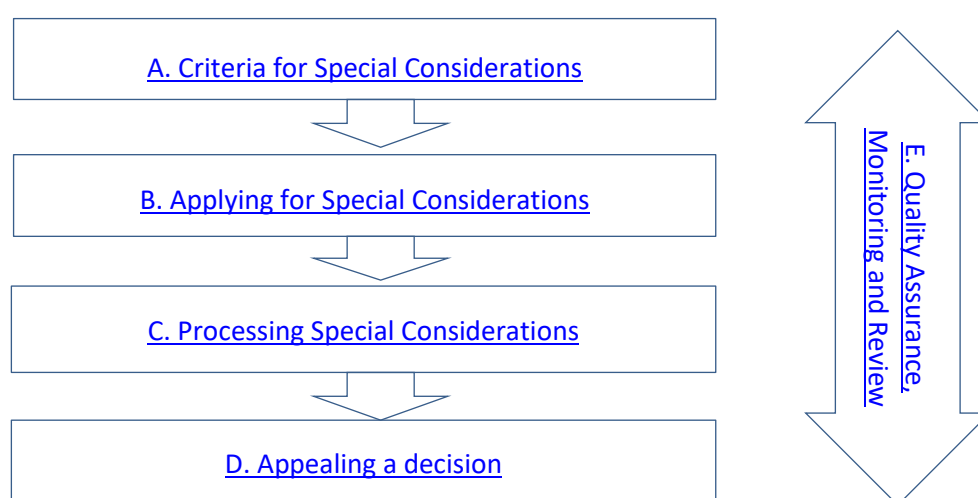 A. Criteria for Special Considerations
B. Applying for Special Considerations
C. Processing Special Considerations
D. Appealing a decision
E. Quality Assurance,
Monitoring and Review